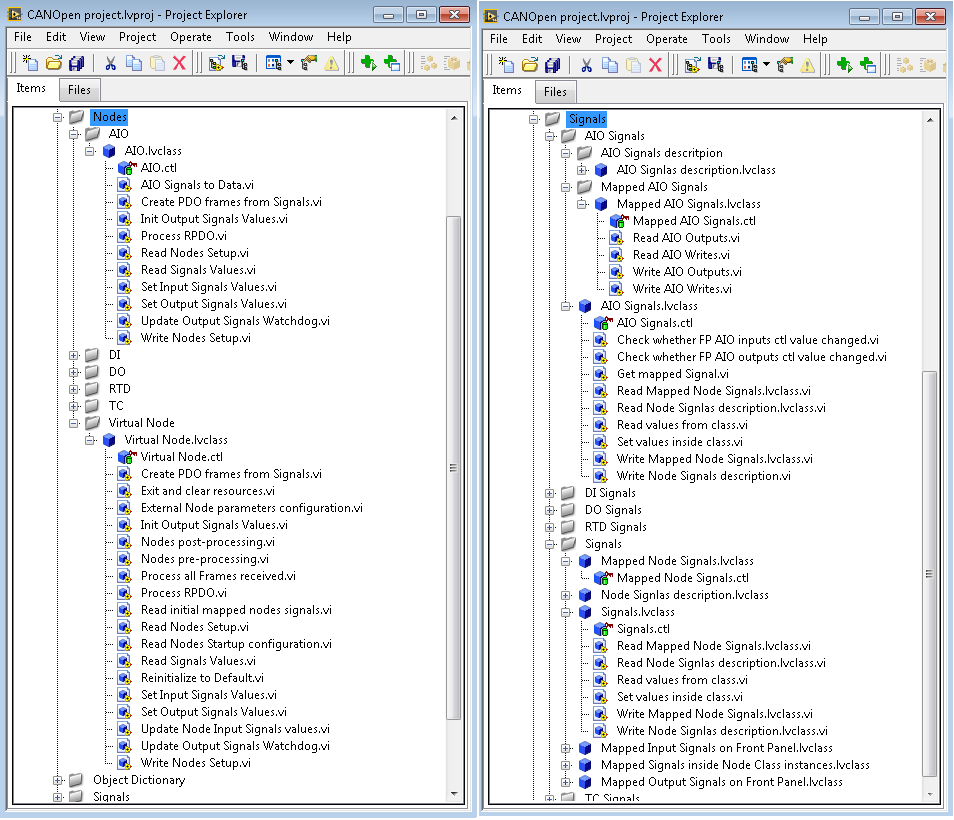 CANOpen project.lvproj - Project Explorer
File Edit View Project Operate Tools Window Help
Items Files
Nodes
AIO
AIO.lvclass
AIO.ctl
AIO Signals to Data.vi
Create PDO frames from Signals.vi
Init Output Signals Values.vi
Process RPDO.vi
Read Nodes Setup.vi
Read Signals Values.vi
Set Input Signals Values.vi
Set Output Signals Values.vi
Update Output Signals Watchdog.vi
Write Nodes Setup.vi
DI
DO
RTD
TC
Virtual Node
Virtual Node.lvclass
Virtual Node.ctl
Create PDO frames from Signals.vi
Exit and clear resources.vi
External Node parameters configuration.vi
Init Output Signals Values.vi
Nodes post-processing.vi
Nodes pre-processing.vi
Process all Frames received.vi
Process RPDO.vi
Read initial mapped nodes signals.vi
Read Nodes Setup.vi
Read Nodes Startup configuration.vi
Read Signals Values.vi
Reinitialize to Default.vi
Set Input Signals Values.vi
Set Output Signals Values.vi
Update Node Input Signals values.vi
Update Output Signals Watchdog.vi
Write Nodes Setup.vi
Object Dictionary
Signals
CANOpen project.lvproj - Project Explorer
File Edit View Project Operate Tools Window Help
Items Files
Signals
AIO Signals
AIO Signals descritpion
AIO Signlas description.lvclass
Mapped AIO Signals
Mapped AIO Signals.lvclass
Mapped AIO Signals.ctl
Read AIO Outputs.vi
Read AIO Writes.vi
Write AIO Outputs.vi
Write AIO Writes.vi
AIO Signals.lvclass
AIO Signals.ctl
Check whether FP AIO inputs ctl value changed.vi
Check whether FP AIO outputs ctl value changed.vi
Get mapped Signal.vi
Read Mapped Node Signals.lvclass.vi
Read Node Signlas description.lvclass.vi
Read values from class.vi
Set values inside class.vi
Write Mapped Node Signals.lvclass.vi
Write Node Signals description.vi
DI Signals
DO Signals
RTD Signals
Signals
Mapped Node Signals.lvclass
Mapped Node Signals.ctl
Node Signlas description.lvclass
Signals.lvclass
Signals.ctl
Read Mapped Node Signals.lvclass.vi
Read Node Signlas description.lvclass.vi
Read values from class.vi
Set values inside class.vi
Write Mapped Node Signals.lvclass.vi
Write Node Signlas description.lvclass.vi
Mapped Input Signals on Front Panel.lvclass
Mapped Signals inside Node Class instances.lvclass
Mapped Output Signals on Front Panel.lvclass
TC Signals